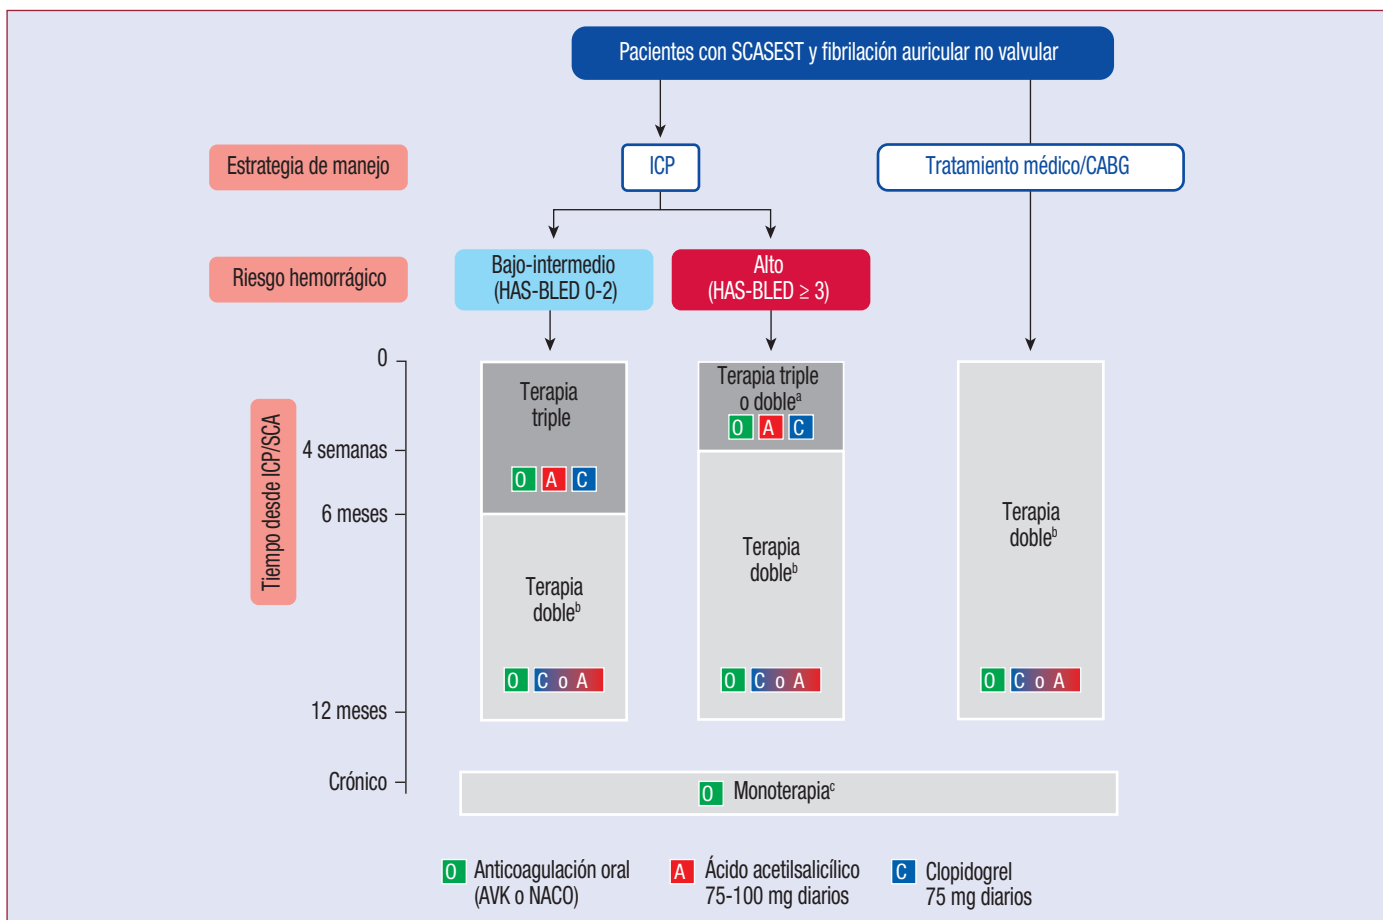 Pacientes con SCASEST y fibrilación auricular no valvular
Estrategia de manejo
ICP
Tratamiento médico/CABG
Riesgo hemorrágico
Bajo-intermedio
(HAS-BLED 0-2)
Alto
(HAS-BLED ≥ 3)
Tiempo desde ICP/SCA
0
4 semanas
6 meses
12 meses
Crónico
Terapia
triple
O A C
Terapia
dobleᵇ
O C o A
Terapia triple
o dobleᵃ
O A C
Terapia
dobleᵇ
O C o A
Terapia
dobleᵇ
O C o A
O Monoterapiaᶜ
O Anticoagulación oral
(AVK o NACO)
A Ácido acetilsalicílico
75-100 mg diarios
C Clopidogrel
75 mg diarios